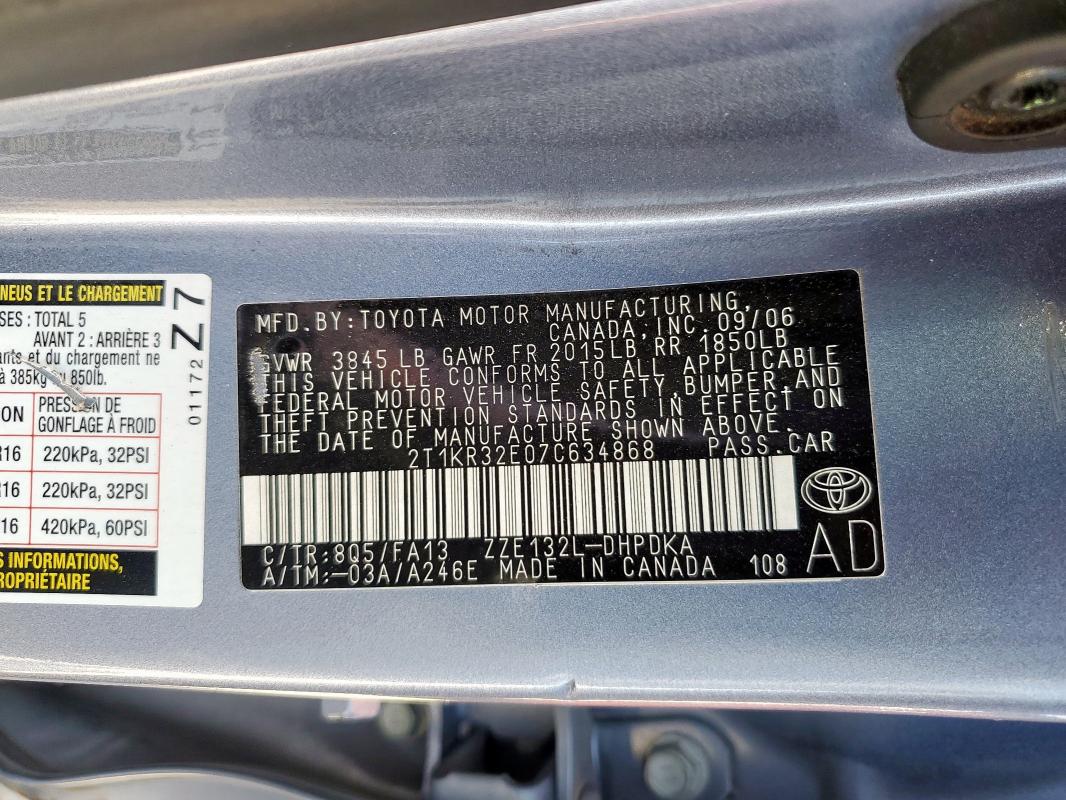 NEUS ET LE CHARGEMENT
SES : TOTAL 5
AVANT 2 : ARRIÈRE 3
et du chargement ne
à 385kg 850lb.
ON PRESSION DE
GONFLAGE À FROID
R16 220kPa, 32PSI
R16 220kPa, 32PSI
16 420kPa, 60PSI
S INFORMATIONS,
ROPRIÉTAIRE
01172 Z 7
MFD. BY: TOYOTA MOTOR MANUFACTURING,
CANADA, INC. 09/06
GVWR 3845 LB GAWR FR 2015LB RR 1850LB
THIS VEHICLE CONFORMS TO ALL APPLICABLE
FEDERAL MOTOR VEHICLE SAFETY, BUMPER, AND
THEFT PREVENTION STANDARDS IN EFFECT ON
THE DATE OF MANUFACTURE SHOWN ABOVE.
2T1KR32E07C634868 PASS. CAR
C/TR: 8Q5/FA13 ZZE132L-DHPDKA
A/TM:-03A/A246E MADE IN CANADA 108
AD